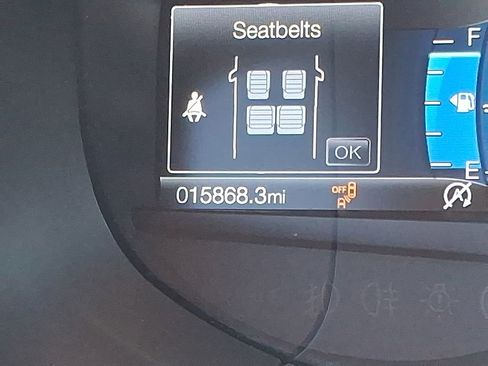 Seatbelts
F
OK
E
015868.3mi
OFF
A